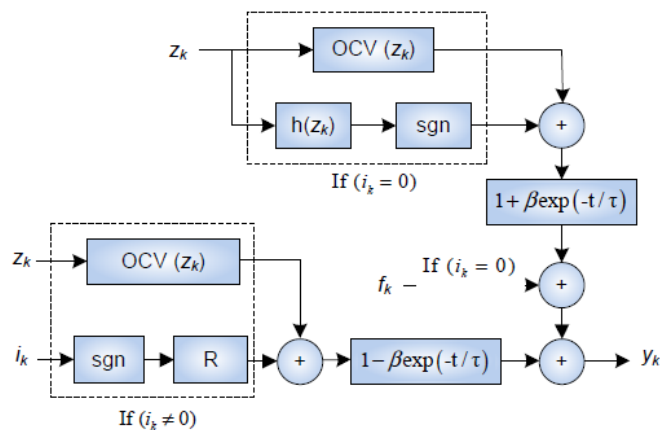 z_k
OCV (z_k)
h(z_k)
sgn
+
If (i_k = 0)
1 + βexp(-t / τ)
z_k
OCV (z_k)
f_k
If (i_k = 0)
+
i_k
sgn
R
+
1 − βexp(-t / τ)
+
y_k
If (i_k ≠ 0)